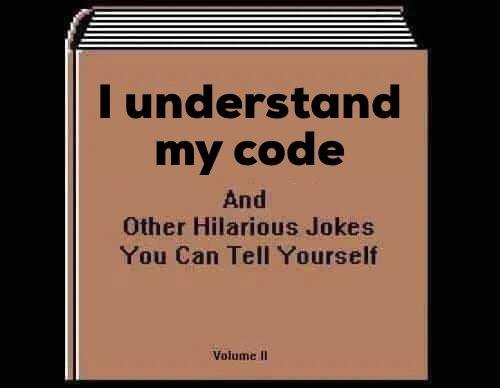 I understand
my code
And
Other Hilarious Jokes
You Can Tell Yourself
Volume II